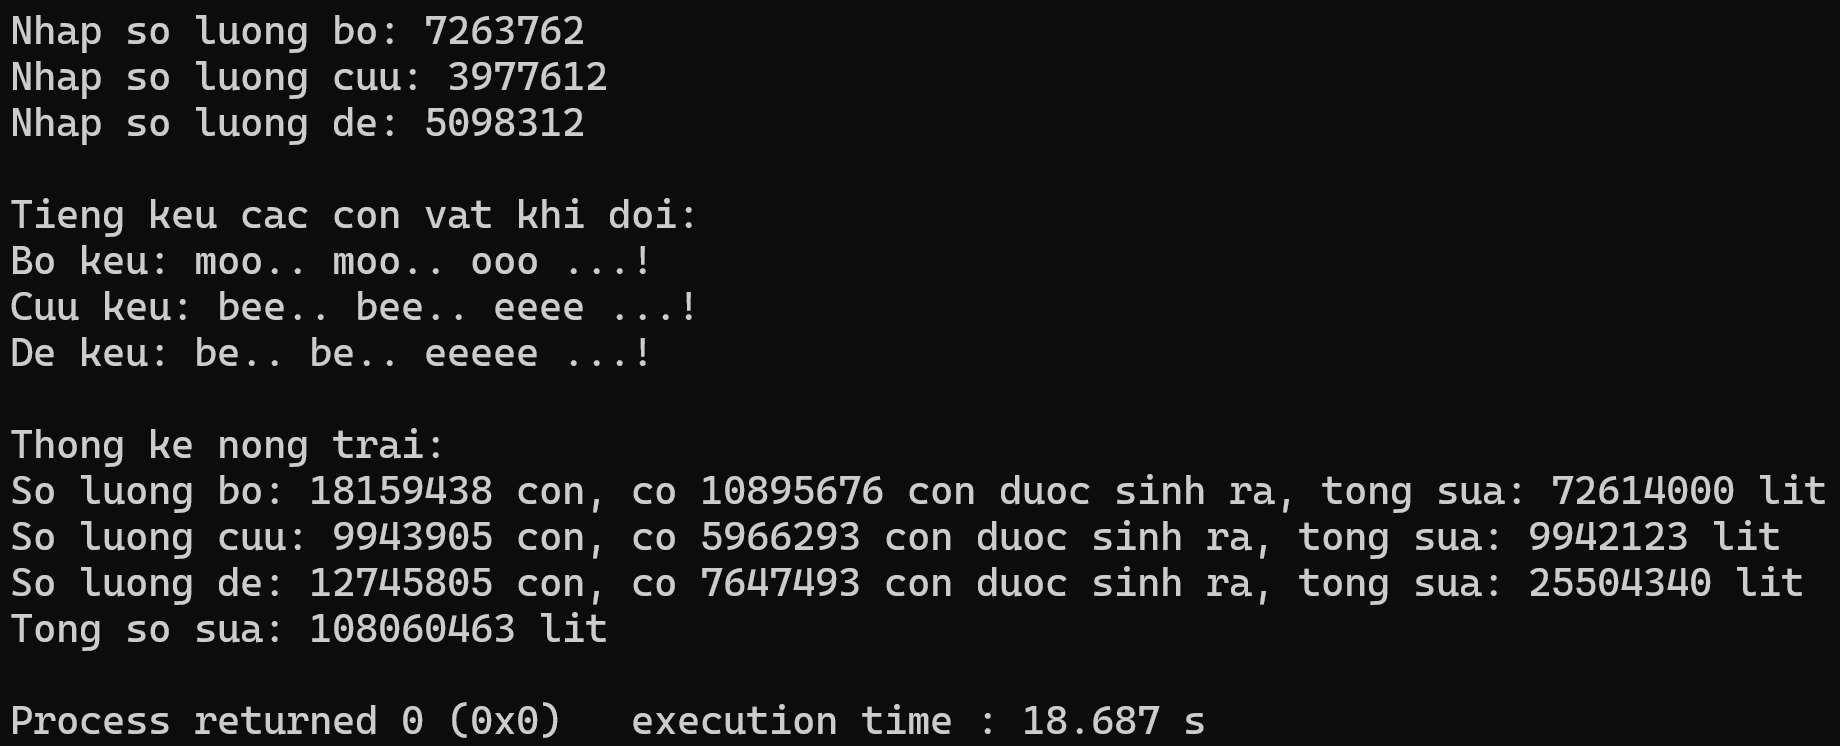 Nhap so luong bo: 7263762
Nhap so luong cuu: 3977612
Nhap so luong de: 5098312
Tieng keu cac con vat khi doi:
Bo keu: moo.. moo.. ooo ...!
Cuu keu: bee.. bee.. eeee ...!
De keu: be.. be.. eeeee ...!
Thong ke nong trai:
So luong bo: 18159438 con, co 10895676 con duoc sinh ra, tong sua: 72614000 lit
So luong cuu: 9943905 con, co 5966293 con duoc sinh ra, tong sua: 9942123 lit
So luong de: 12745805 con, co 7647493 con duoc sinh ra, tong sua: 25504340 lit
Tong so sua: 108060463 lit
Process returned 0 (0x0)   execution time : 18.687 s